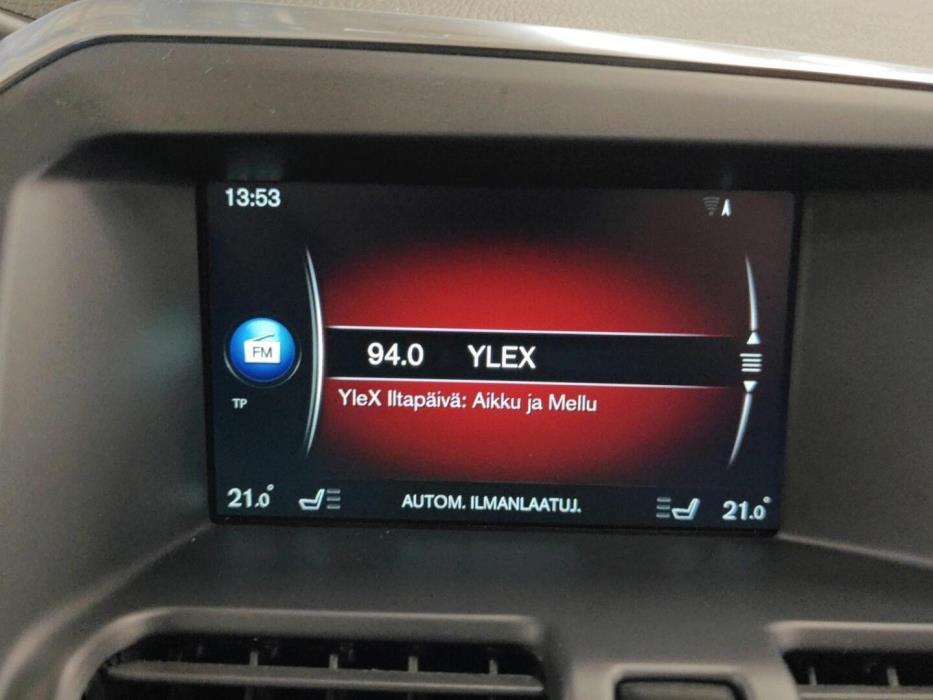 13:53
FM
94.0 YLEX
TP
YleX Iltapäivä: Aikku ja Mellu
21.0° AUTOM. ILMANLAATUJ. 21.0°